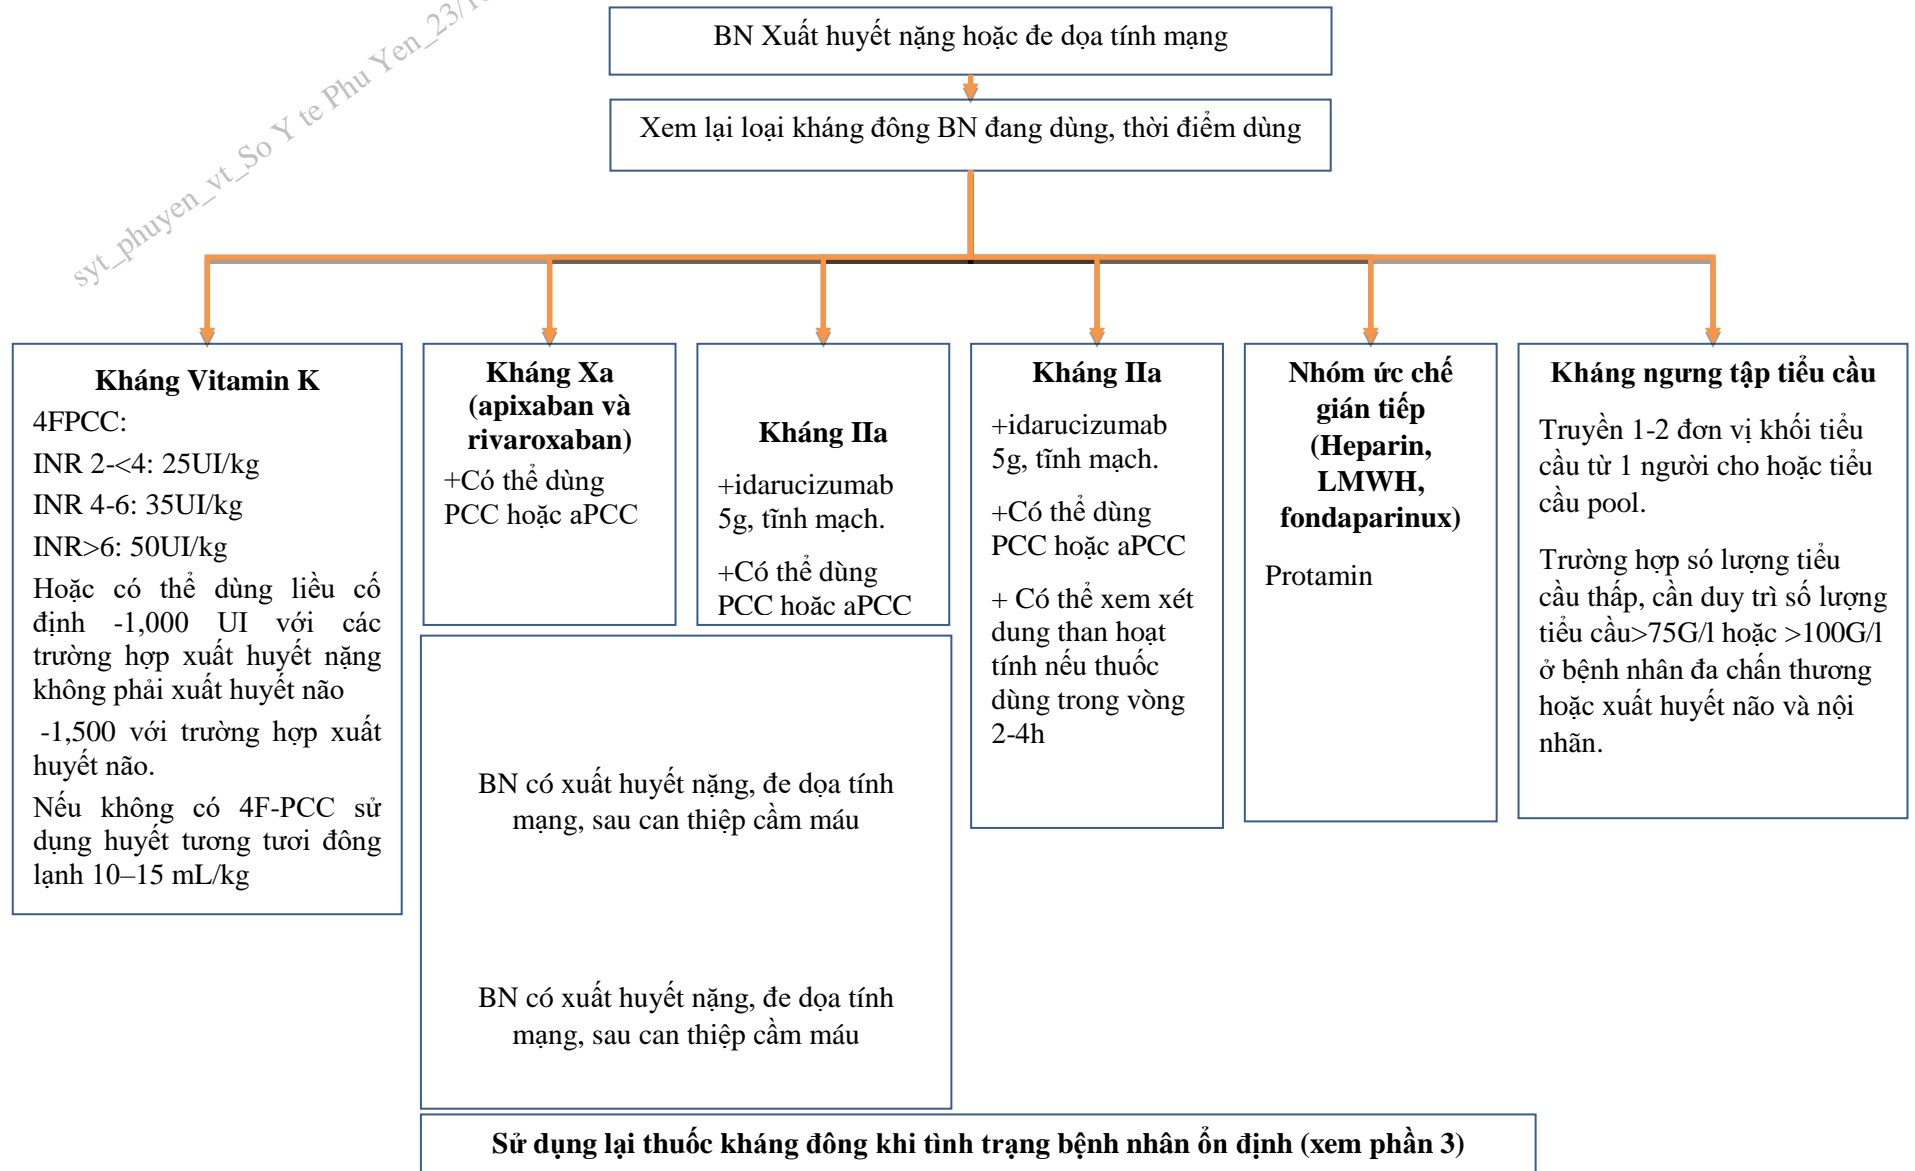 syt_phuyen_vt_So Y te Phu Yen_23/1
BN Xuất huyết nặng hoặc đe dọa tính mạng
Xem lại loại kháng đông BN đang dùng, thời điểm dùng
Kháng Vitamin K
4FPCC:
INR 2-<4: 25UI/kg
INR 4-6: 35UI/kg
INR>6: 50UI/kg
Hoặc có thể dùng liều cố
định -1,000 UI với các
trường hợp xuất huyết nặng
không phải xuất huyết não
-1,500 với trường hợp xuất
huyết não.
Nếu không có 4F-PCC sử
dụng huyết tương tươi đông
lạnh 10–15 mL/kg
Kháng Xa
(apixaban và
rivaroxaban)
+Có thể dùng
PCC hoặc aPCC
Kháng IIa
+idarucizumab
5g, tĩnh mạch.
+Có thể dùng
PCC hoặc aPCC
Kháng IIa
+idarucizumab
5g, tĩnh mạch.
+Có thể dùng
PCC hoặc aPCC
+ Có thể xem xét
dung than hoạt
tính nếu thuốc
dùng trong vòng
2-4h
Nhóm ức chế
gián tiếp
(Heparin,
LMWH,
fondaparinux)
Protamin
Kháng ngưng tập tiểu cầu
Truyền 1-2 đơn vị khối tiểu
cầu từ 1 người cho hoặc tiểu
cầu pool.
Trường hợp só lượng tiểu
cầu thấp, cần duy trì số lượng
tiểu cầu>75G/l hoặc >100G/l
ở bệnh nhân đa chấn thương
hoặc xuất huyết não và nội
nhãn.
BN có xuất huyết nặng, đe dọa tính
mạng, sau can thiệp cầm máu
BN có xuất huyết nặng, đe dọa tính
mạng, sau can thiệp cầm máu
Sử dụng lại thuốc kháng đông khi tình trạng bệnh nhân ổn định (xem phần 3)